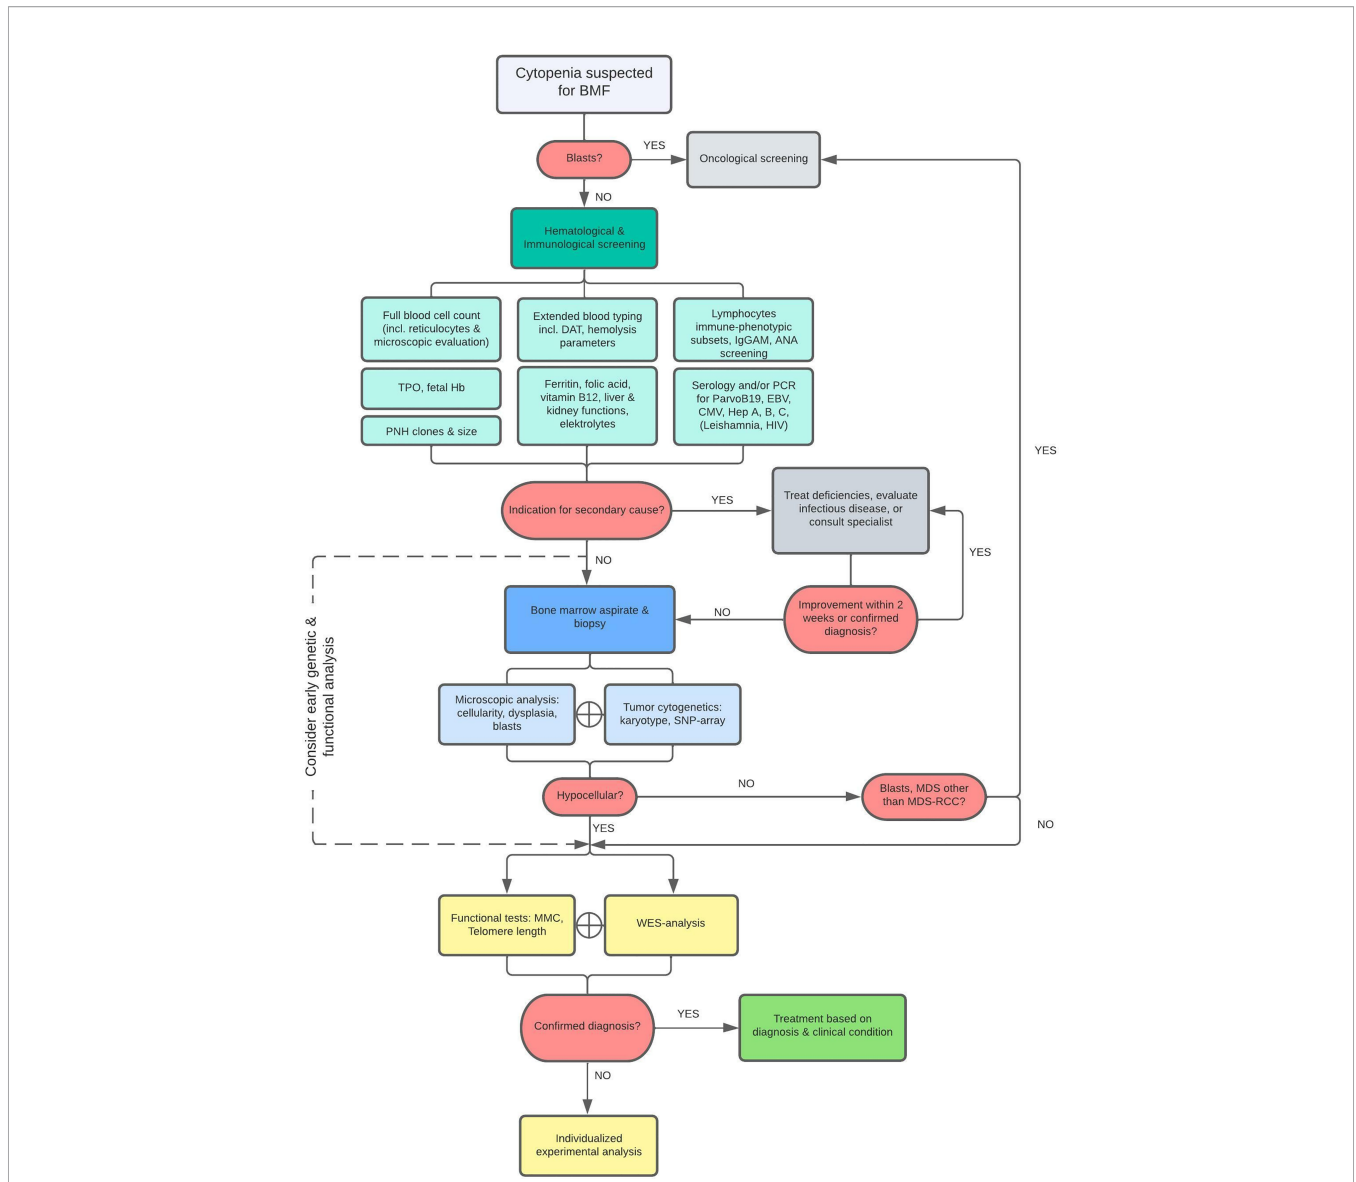 Cytopenia suspected
for BMF
Blasts?
YES
Oncological screening
NO
Hematological &
Immunological screening
Full blood cell count
(incl. reticulocytes &
microscopic evaluation)
Extended blood typing
incl. DAT, hemolysis
parameters
Lymphocytes
immune-phenotypic
subsets, IgGAM, ANA
screening
TPO, fetal Hb
PNH clones & size
Ferritin, folic acid,
vitamin B12, liver &
kidney functions,
elektrolytes
Serology and/or PCR
for ParvoB19, EBV,
CMV, Hep A, B, C,
(Leishamnia, HIV)
YES
Indication for secondary cause?
YES
Treat deficiencies, evaluate
infectious disease, or
consult specialist
YES
NO
Bone marrow aspirate &
biopsy
NO
Improvement within 2
weeks or confirmed
diagnosis?
Consider early genetic &
functional analysis
Microscopic analysis:
cellularity, dysplasia,
blasts
Tumor cytogenetics:
karyotype, SNP-array
Hypocellular?
NO
Blasts, MDS other
than MDS-RCC?
YES
NO
Functional tests: MMC,
Telomere length
WES-analysis
Confirmed diagnosis?
YES
Treatment based on
diagnosis & clinical condition
NO
Individualized
experimental analysis